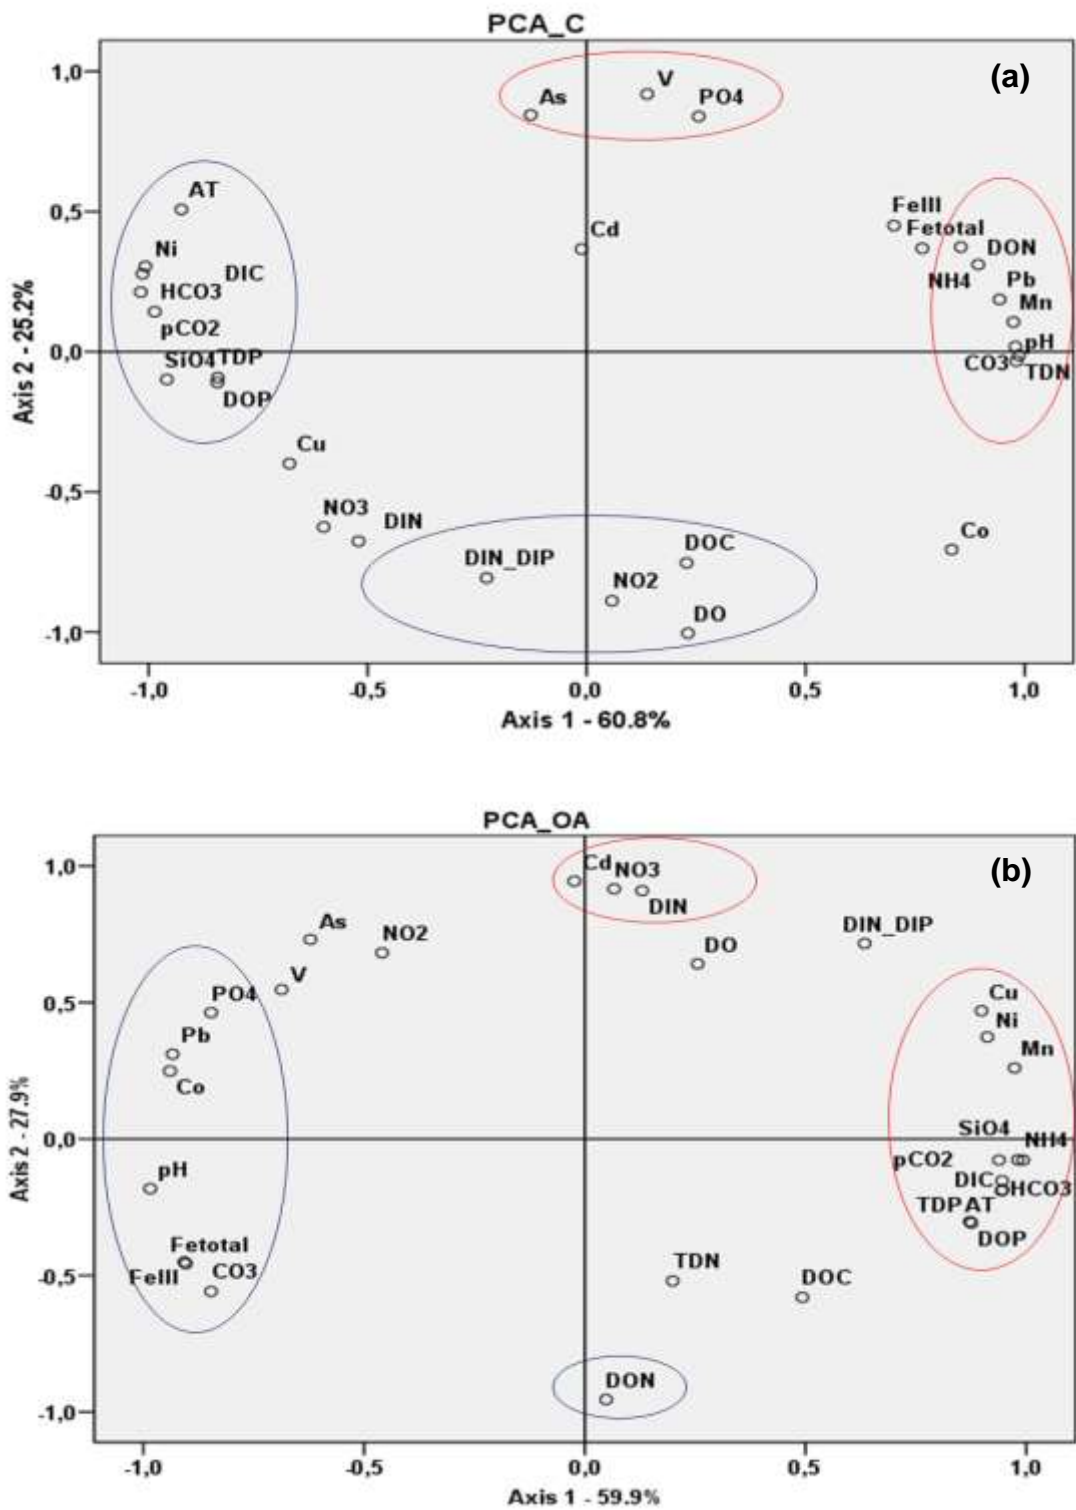 PCA_C
(a)
1,0
As
V
PO4
AT
0,5
FeIII
Fetotal
DON
Cd
Ni
DIC
NH4
Pb
HCO3
Mn
pCO2
pH
SiO4
TDP
CO3
TDN
0,0
DOP
Cu
-0,5
NO3
DIN
Co
DIN_DIP
DOC
NO2
DO
-1,0
Axis 2 - 25.2%
-1,0 -0,5 0,0 0,5 1,0
Axis 1 - 60.8%
PCA_OA
(b)
1,0
Cd
NO3
DIN
As
NO2
DO
DIN_DIP
V
PO4
0,5
Cu
Ni
Pb
Co
Mn
SiO4
NH4
0,0
pH
pCO2
DIC
HCO3
TDP
AT
DOP
Fetotal
FeIII
CO3
-0,5
TDN
DOC
DON
-1,0
Axis 2 - 27.9%
-1,0 -0,5 0,0 0,5 1,0
Axis 1 - 59.9%